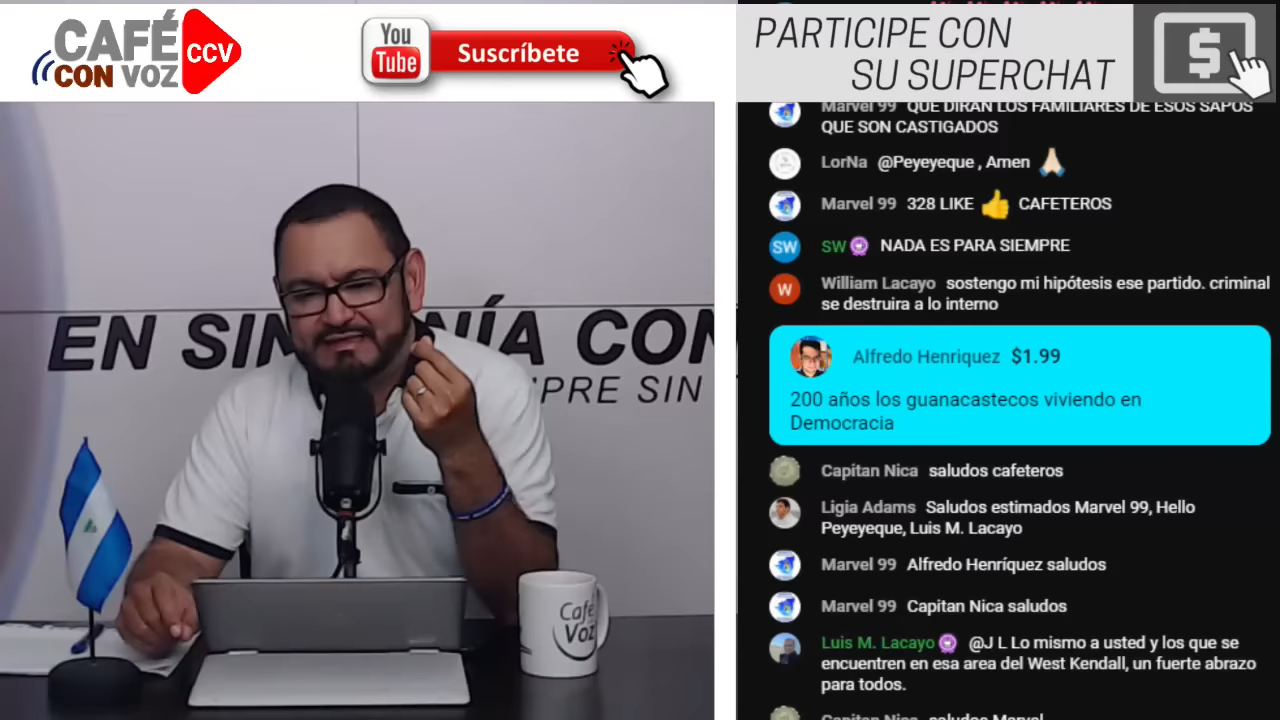 CAFÉ
CON VOZ
CCV
You
Tube
Suscríbete
PARTICIPE CON
SU SUPERCHAT
$
EN SIN
NÍA CON
PRE SIN
Café
Voz
Marvel 99 QUE DIRAN LOS FAMILIARES DE ESOS SAPOS
QUE SON CASTIGADOS
LorNa @Peyeyeque , Amen 🙏🏻
Marvel 99 328 LIKE 👍 CAFETEROS
SW
SW NADA ES PARA SIEMPRE
W
William Lacayo sostengo mi hipótesis ese partido. criminal
se destruira a lo interno
Alfredo Henriquez $1.99
200 años los guanacastecos viviendo en
Democracia
Capitan Nica saludos cafeteros
Ligia Adams Saludos estimados Marvel 99, Hello
Peyeyeque, Luis M. Lacayo
Marvel 99 Alfredo Henríquez saludos
Marvel 99 Capitan Nica saludos
Luis M. Lacayo @J L Lo mismo a usted y los que se
encuentren en esa area del West Kendall, un fuerte abrazo
para todos.
Capitan Nica saludos Marvel